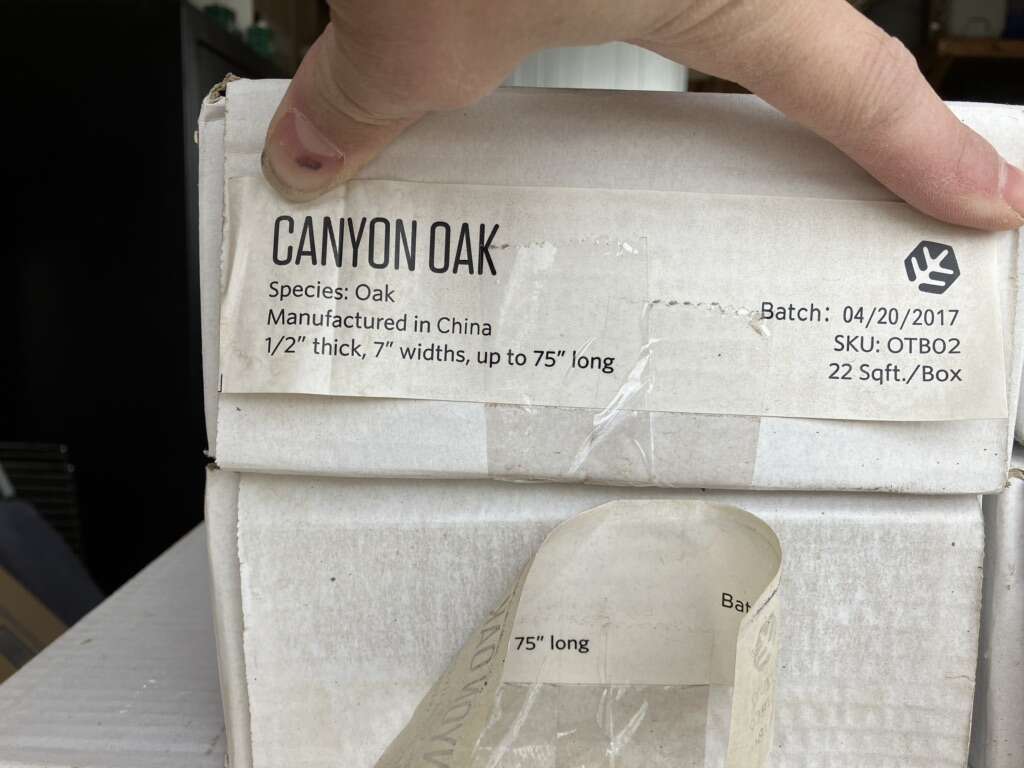 CANYON OAK
Species: Oak
Manufactured in China
1/2” thick, 7” widths, up to 75” long
Batch: 04/20/2017
SKU: OTB02
22 Sqft./Box
Bat
75” long